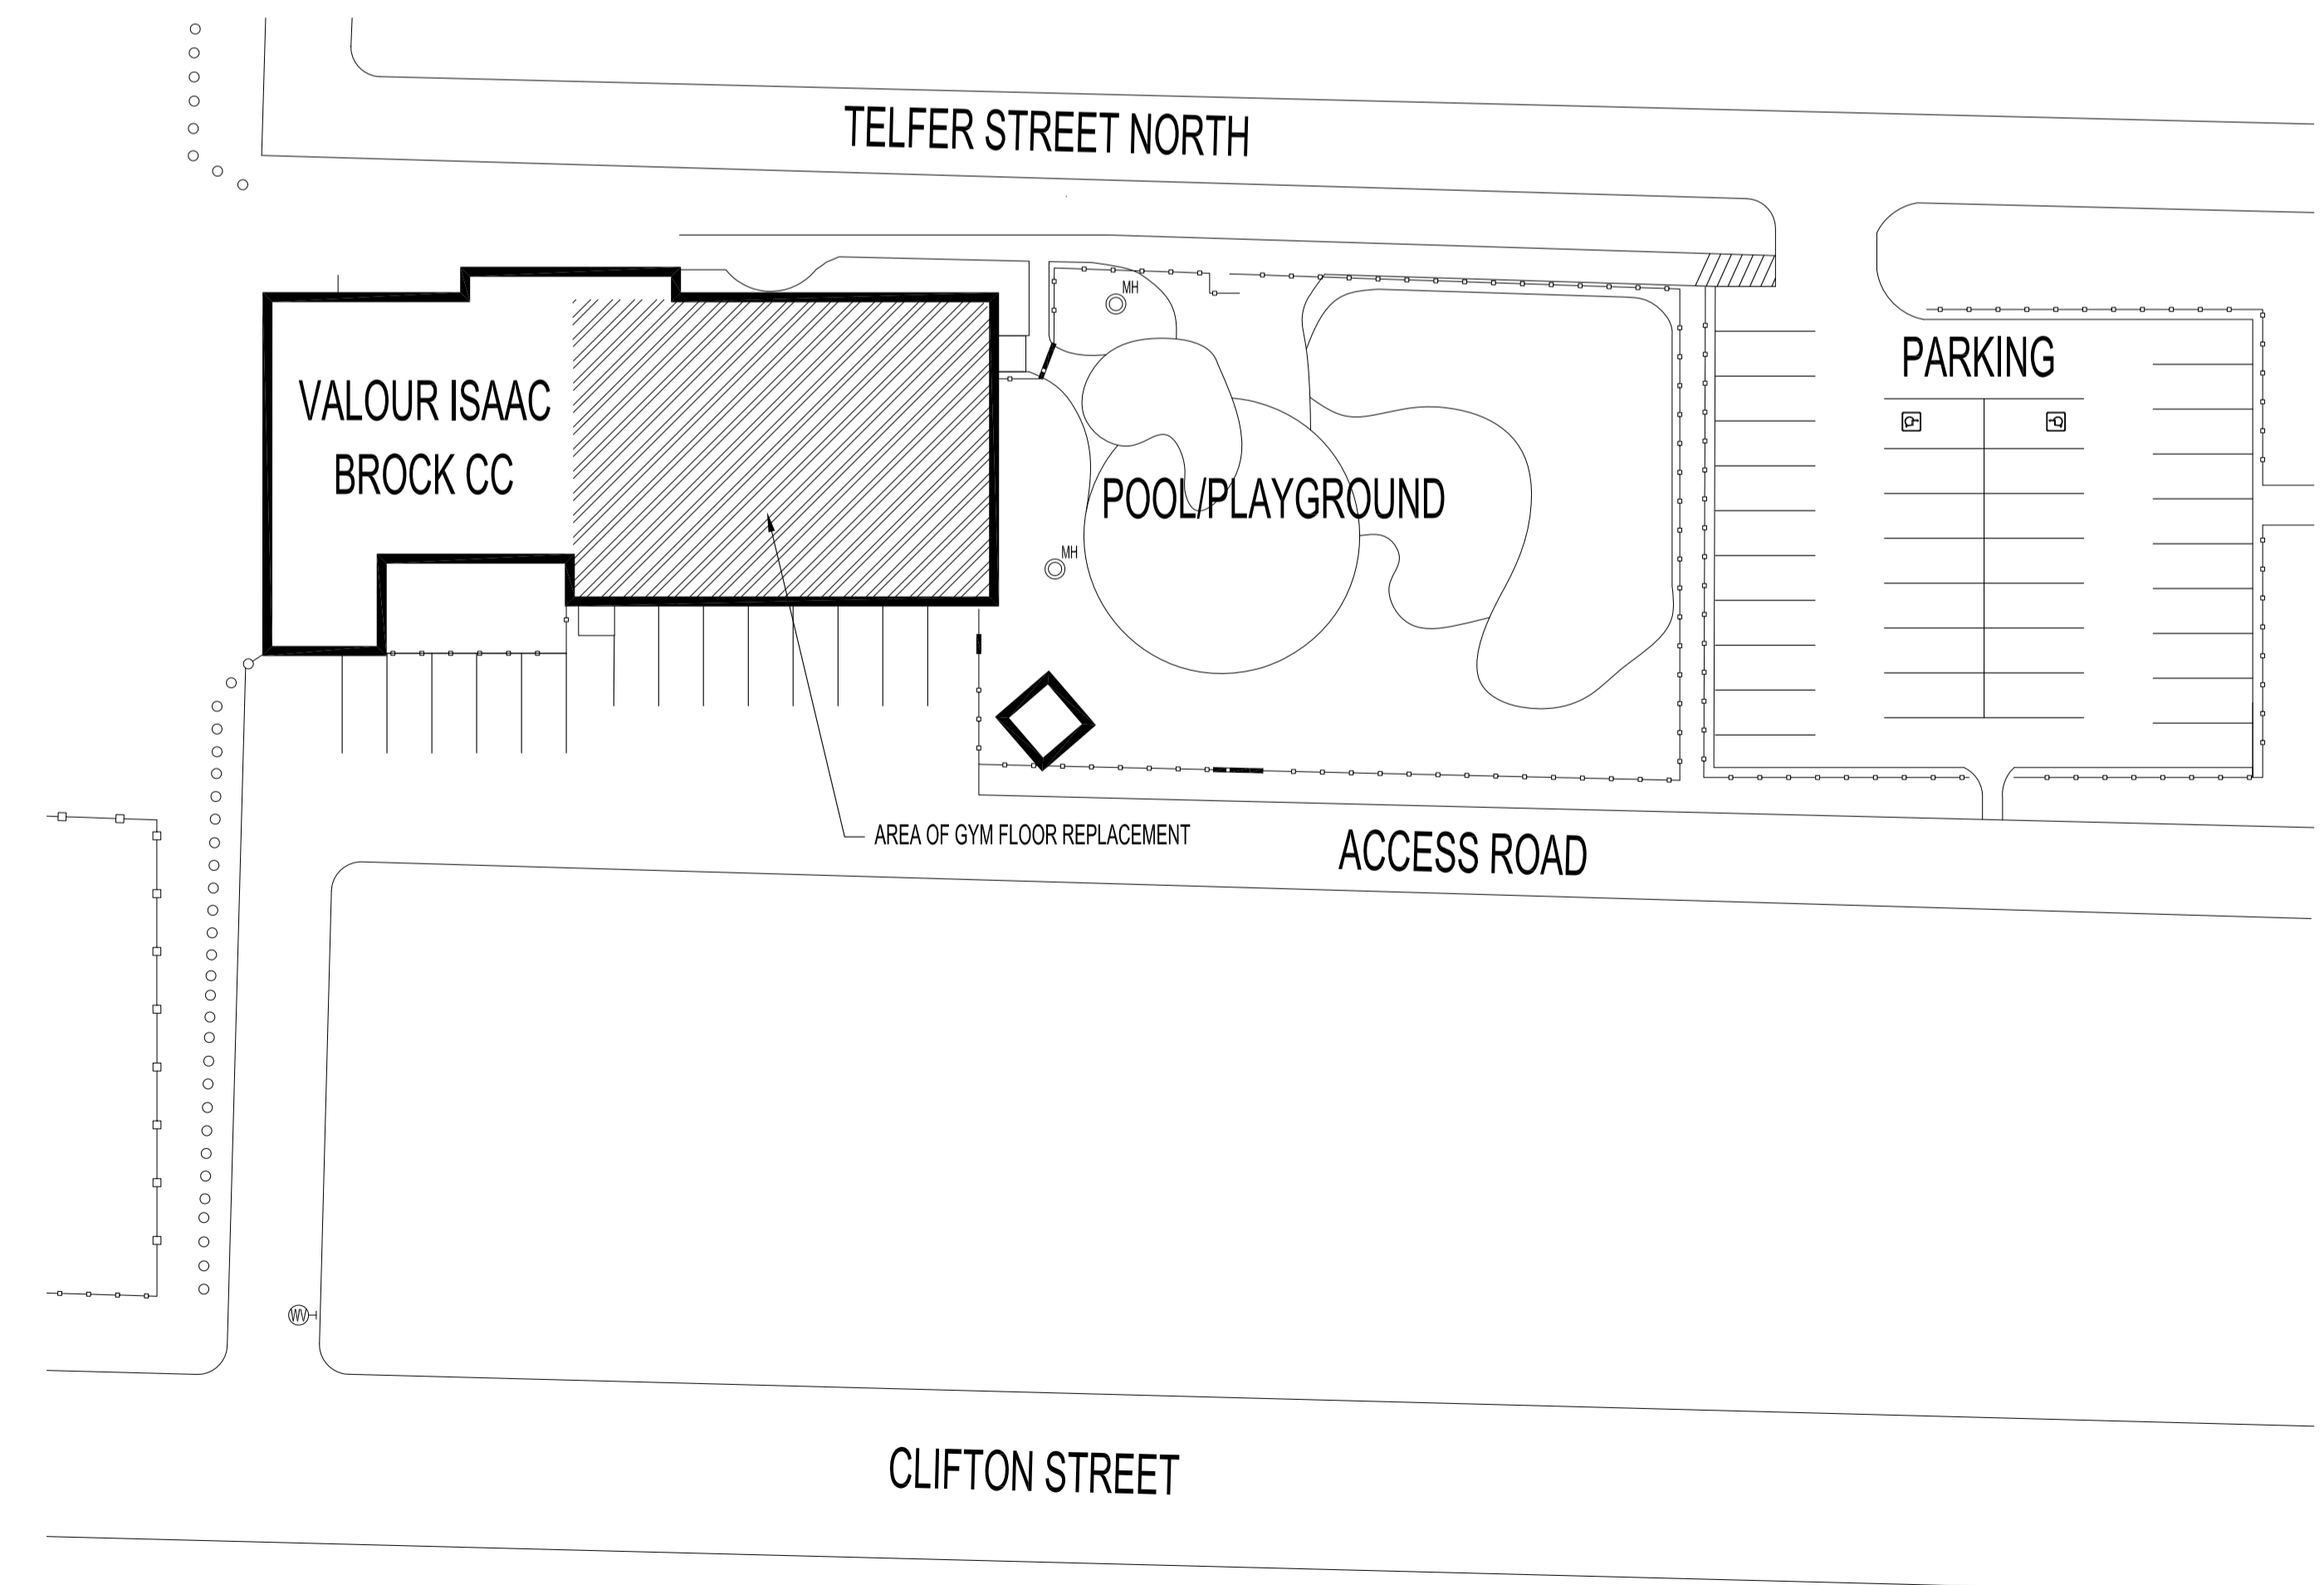 TELFER STREET NORTH
MH
PARKING
VALOUR ISAAC
BROCK CC
POOL/PLAYGROUND
MH
AREA OF GYM FLOOR REPLACEMENT
ACCESS ROAD
WV
CLIFTON STREET